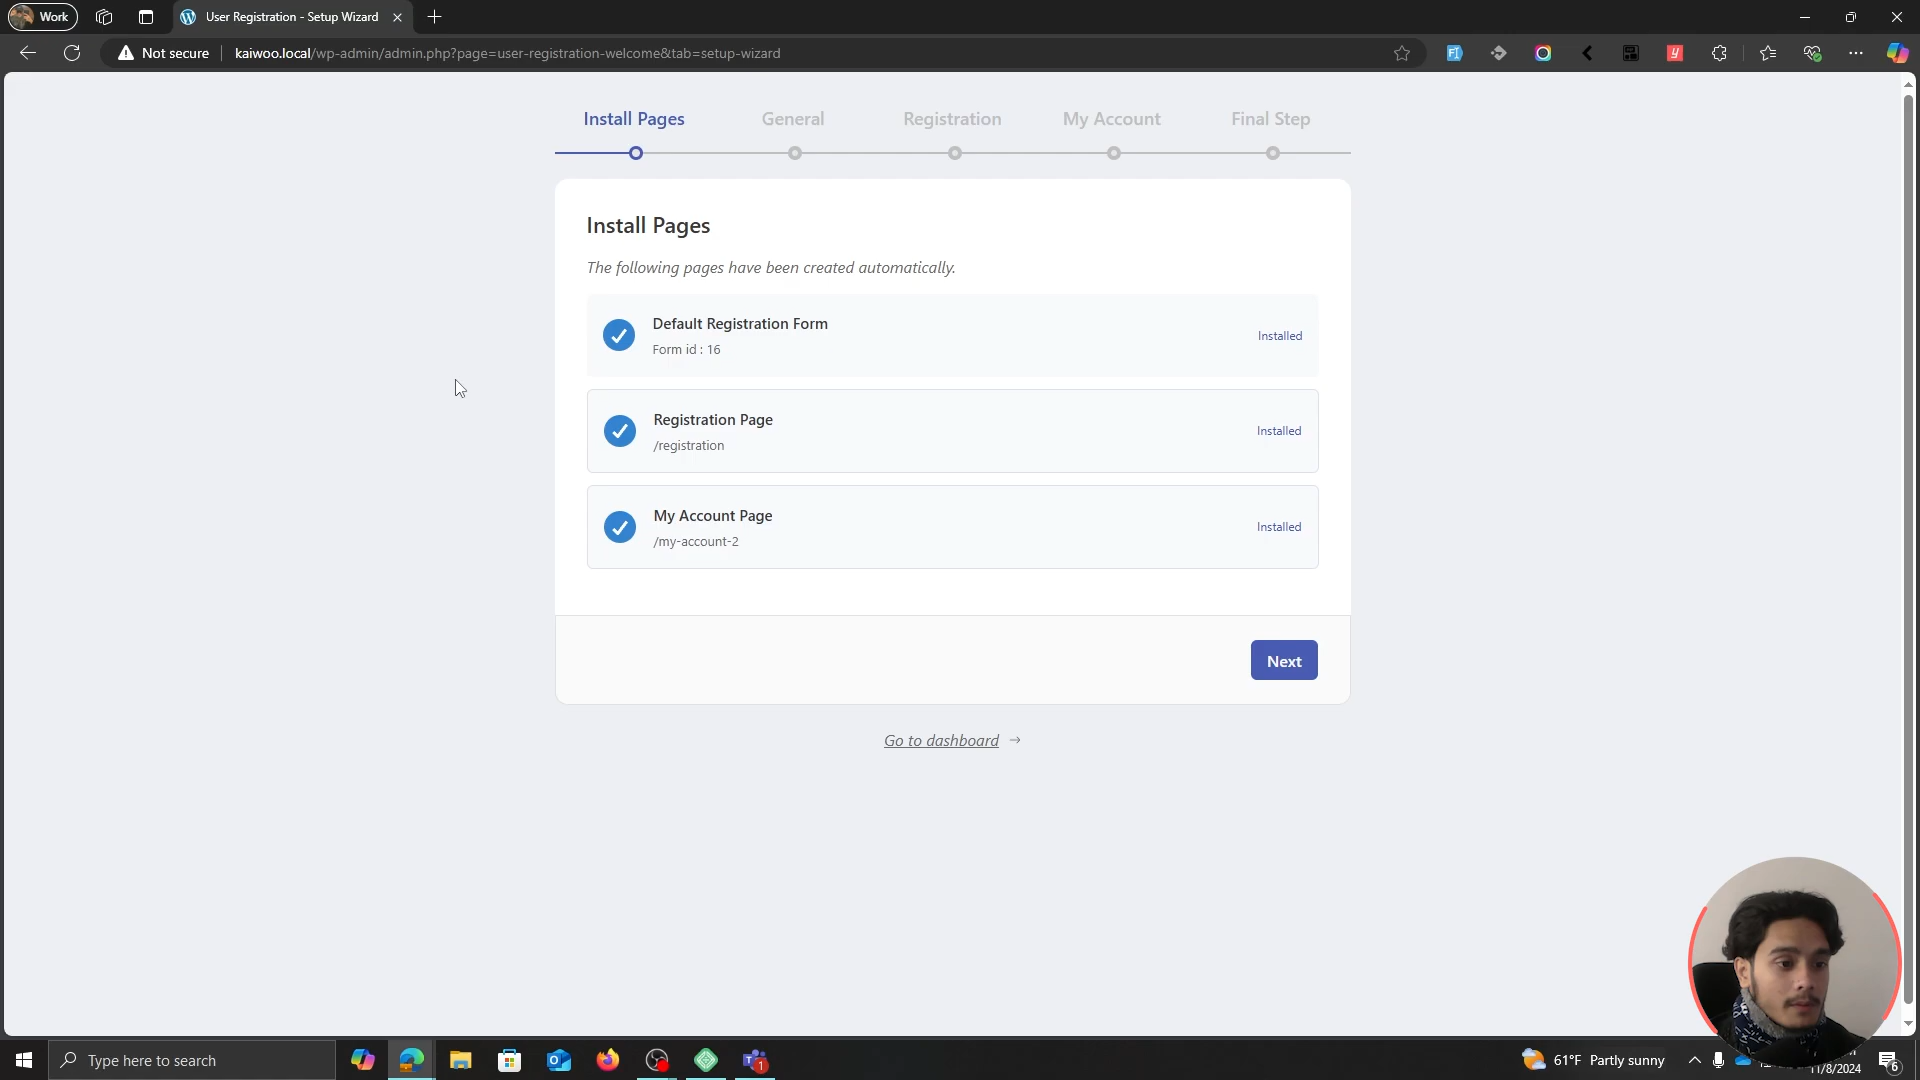 Work
User Registration - Setup Wizard
Not secure
kaiwoo.local/wp-admin/admin.php?page=user-registration-welcome&tab=setup-wizard
Install Pages
General
Registration
My Account
Final Step
Install Pages
The following pages have been created automatically.
Default Registration Form
Form id : 16
Installed
Registration Page
/registration
Installed
My Account Page
/my-account-2
Installed
Next
Go to dashboard →
Type here to search
1
61°F Partly sunny
11/8/2024
6